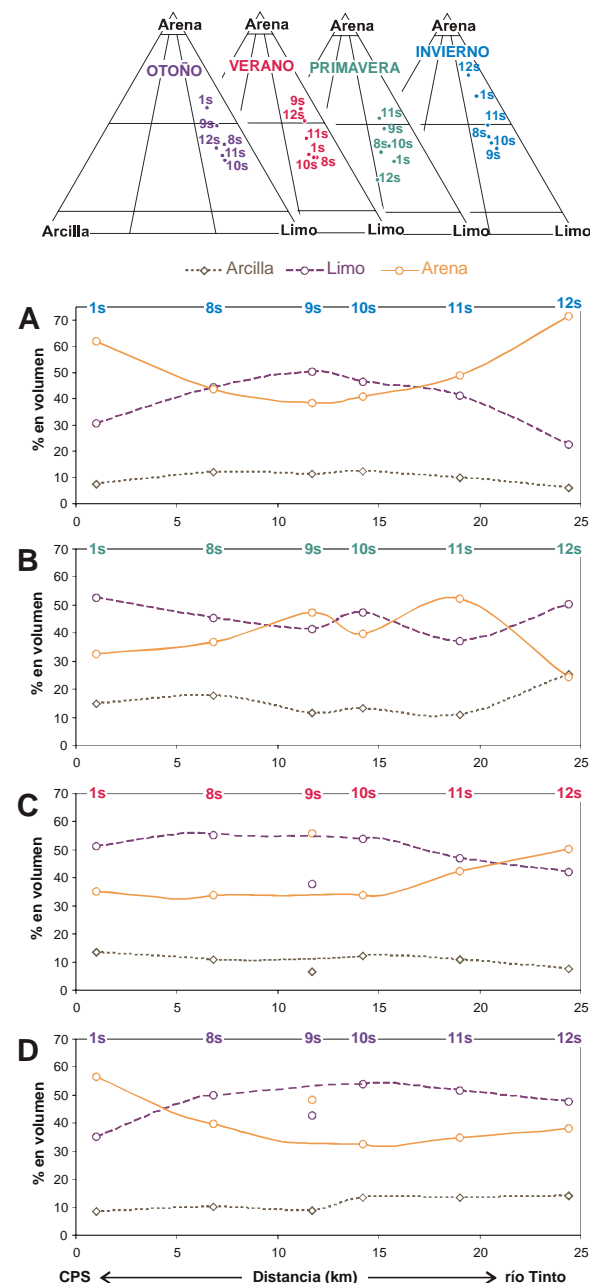 Arena Arena Arena Arena
OTOÑO VERANO PRIMAVERA INVIERNO
1s
9s
12s
8s
11s
10s
9s
12s
11s
1s
10s
8s
11s
9s
8s
10s
1s
12s
12s
1s
11s
8s
10s
9s
Arcilla Limo Limo Limo Limo
Arcilla Limo Arena
A
1s 8s 9s 10s 11s 12s
% en volumen
70
60
50
40
30
20
10
0
0 5 10 15 20 25
B
1s 8s 9s 10s 11s 12s
% en volumen
70
60
50
40
30
20
10
0
0 5 10 15 20 25
C
1s 8s 9s 10s 11s 12s
% en volumen
70
60
50
40
30
20
10
0
0 5 10 15 20 25
D
1s 8s 9s 10s 11s 12s
% en volumen
70
60
50
40
30
20
10
0
0 5 10 15 20 25
CPS Distancia (km) río Tinto